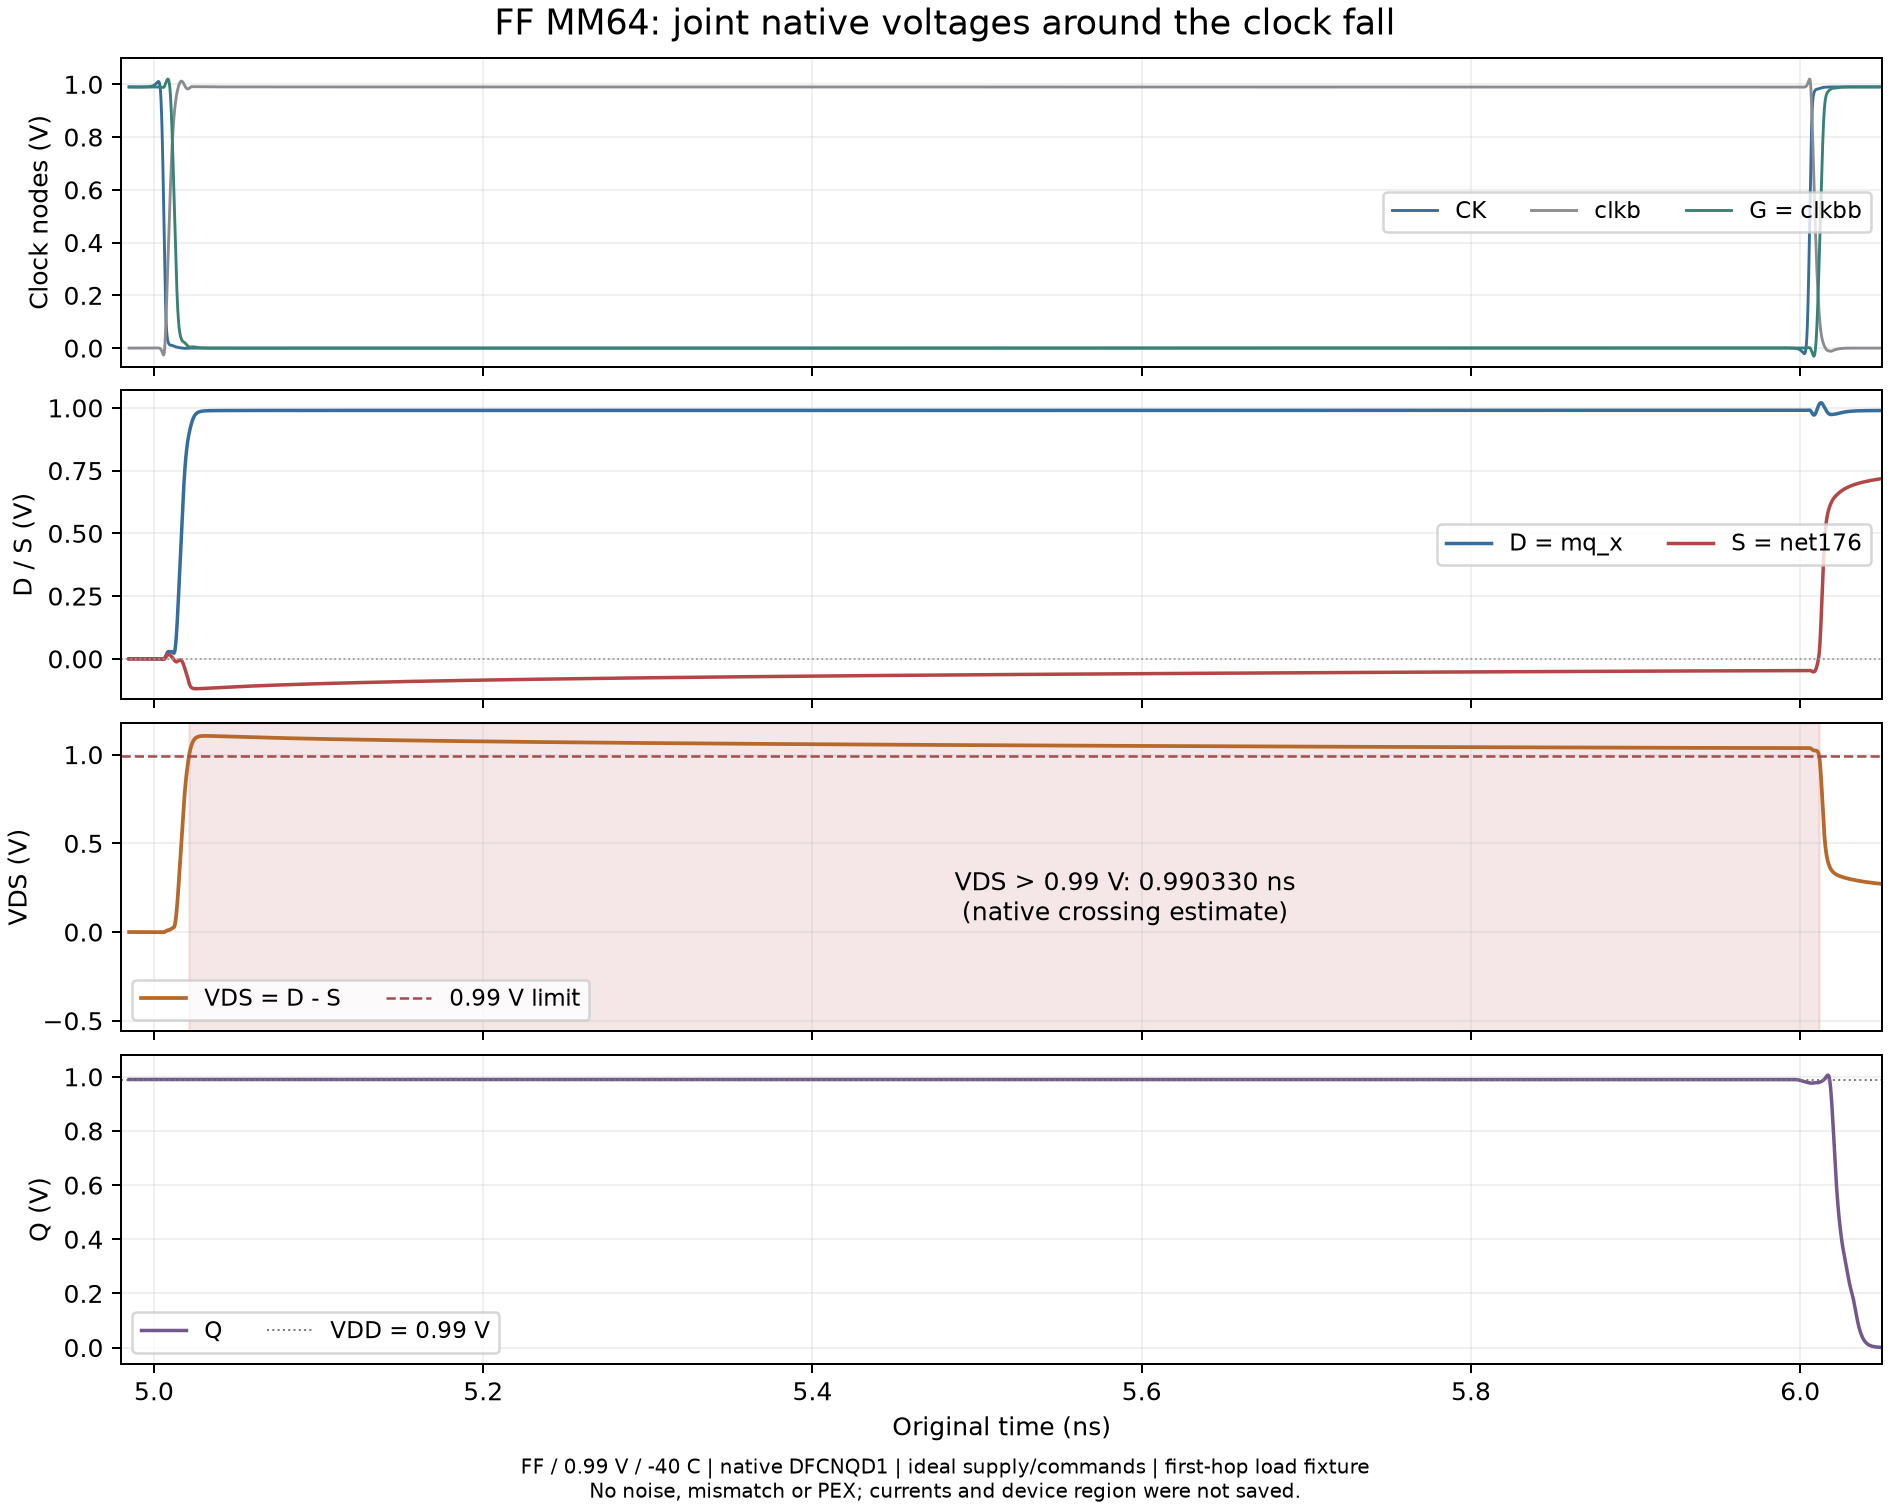 FF MM64: joint native voltages around the clock fall
Clock nodes (V)
1.0
0.8
0.6
0.4
0.2
0.0
CK
clkb
G = clkbb
D / S (V)
1.00
0.75
0.50
0.25
0.00
D = mq_x
S = net176
VDS (V)
1.0
0.5
0.0
−0.5
VDS > 0.99 V: 0.990330 ns
(native crossing estimate)
VDS = D - S
0.99 V limit
Q (V)
1.0
0.8
0.6
0.4
0.2
0.0
Q
VDD = 0.99 V
5.0
5.2
5.4
5.6
5.8
6.0
Original time (ns)
FF / 0.99 V / -40 C | native DFCNQD1 | ideal supply/commands | first-hop load fixture
No noise, mismatch or PEX; currents and device region were not saved.